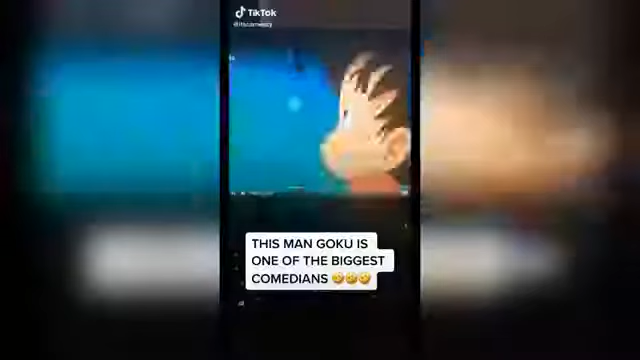 TikTok
THIS MAN GOKU IS
ONE OF THE BIGGEST
COMEDIANS 🤣🤣🤣